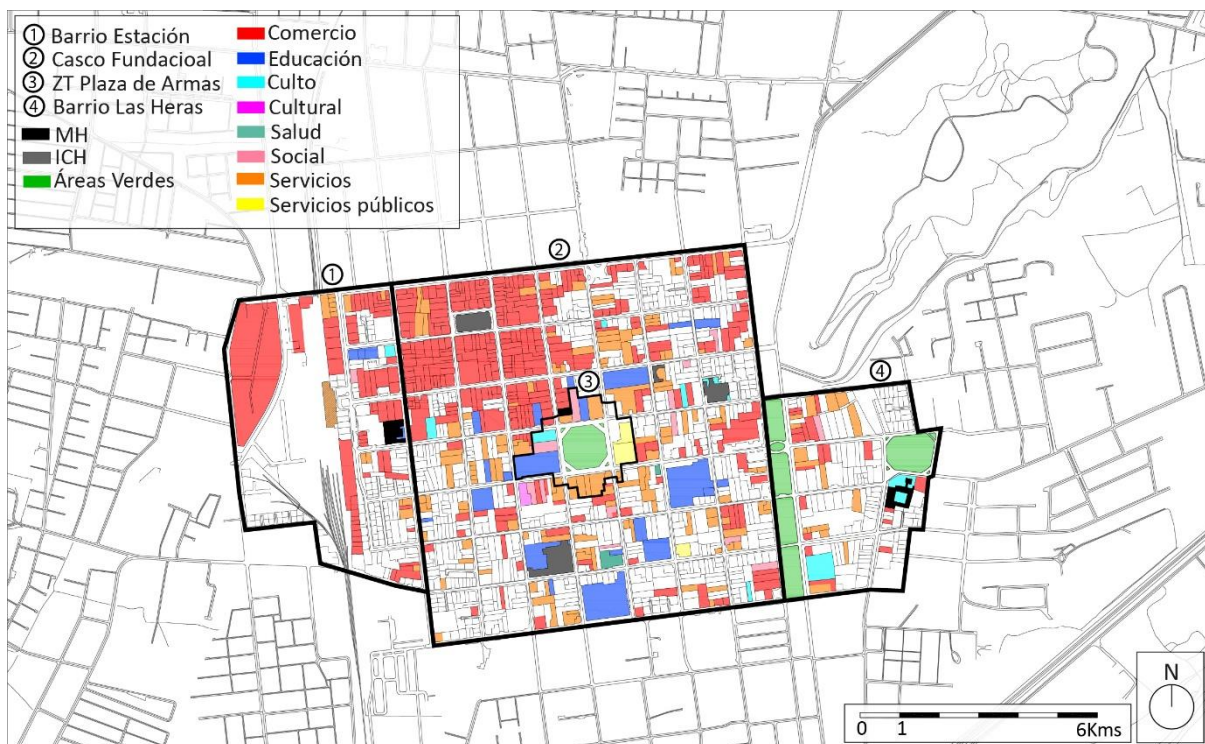 ① Barrio Estación
② Casco Fundacioal
③ ZT Plaza de Armas
④ Barrio Las Heras
MH
ICH
Áreas Verdes
Comercio
Educación
Culto
Cultural
Salud
Social
Servicios
Servicios públicos
②
①
③
④
N
0 1 6Kms